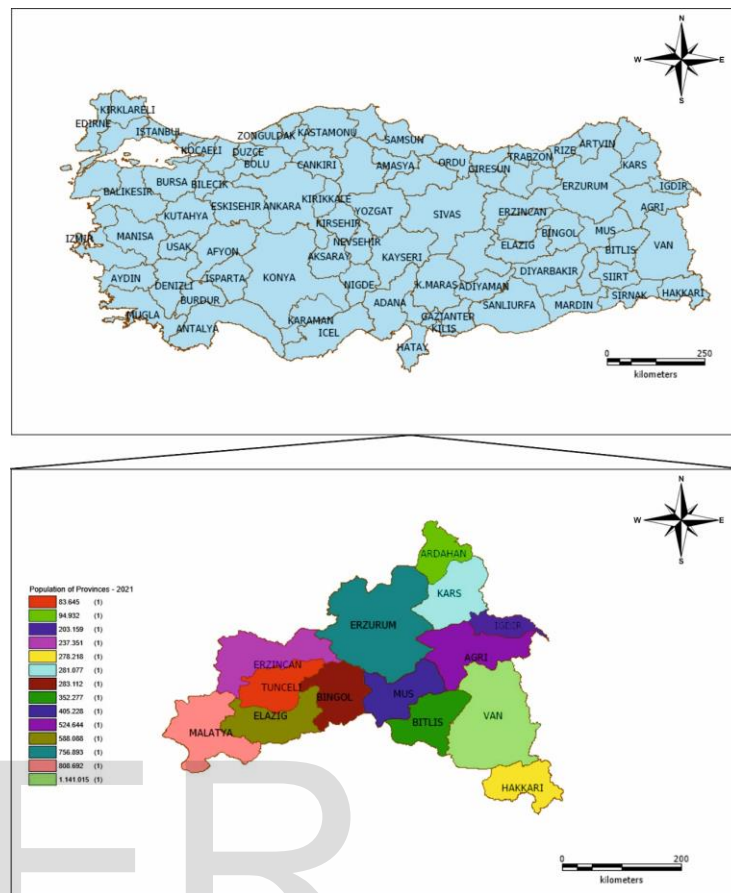 N
W E
S
KIRKLARELI
EDIRNE
ISTANBUL
ZONGULDAK
KASTAMONU
SAMSUN
ARTVIN
RIZE
TRABZON
KOCAELI
DUZCE
BOLU
CANKIRI
AMASYA
ORDU
GIRESUN
KARS
ERZURUM
IGDIR
AGRI
BURSA
BILECIK
BALIKESIR
ESKISEHIR
ANKARA
KIRIKKALE
YOZGAT
SIVAS
ERZINCAN
KUTAHYA
KIRSEHIR
BINGOL
MUS
VAN
IZMIR
MANISA
USAK
AFYON
NEVSEHIR
ELAZIG
BITLIS
AKSARAY
KAYSERI
DIYARBAKIR
SIIRT
AYDIN
DENIZLI
ISPARTA
KONYA
NIGDE
K.MARAS
ADIYAMAN
SIRNAK
HAKKARI
BURDUR
ADANA
SANLIURFA
MARDIN
MUGLA
ANTALYA
KARAMAN
ICEL
GAZIANTEP
KILIS
HATAY
0 250
kilometers
N
W E
S
Population of Provinces - 2021
83.645 (1)
94.932 (1)
203.159 (1)
237.351 (1)
278.218 (1)
(1)
283.112 (1)
352.277 (1)
405.228 (1)
524.644 (1)
(1)
756.893 (1)
808.692 (1)
1.141.015 (1)
ARDAHAN
KARS
ERZURUM
IGDIR
AGRI
ERZINCAN
TUNCELI
BINGOL
MUS
ELAZIG
VAN
MALATYA
BITLIS
HAKKARI
0 200
kilometers
ER